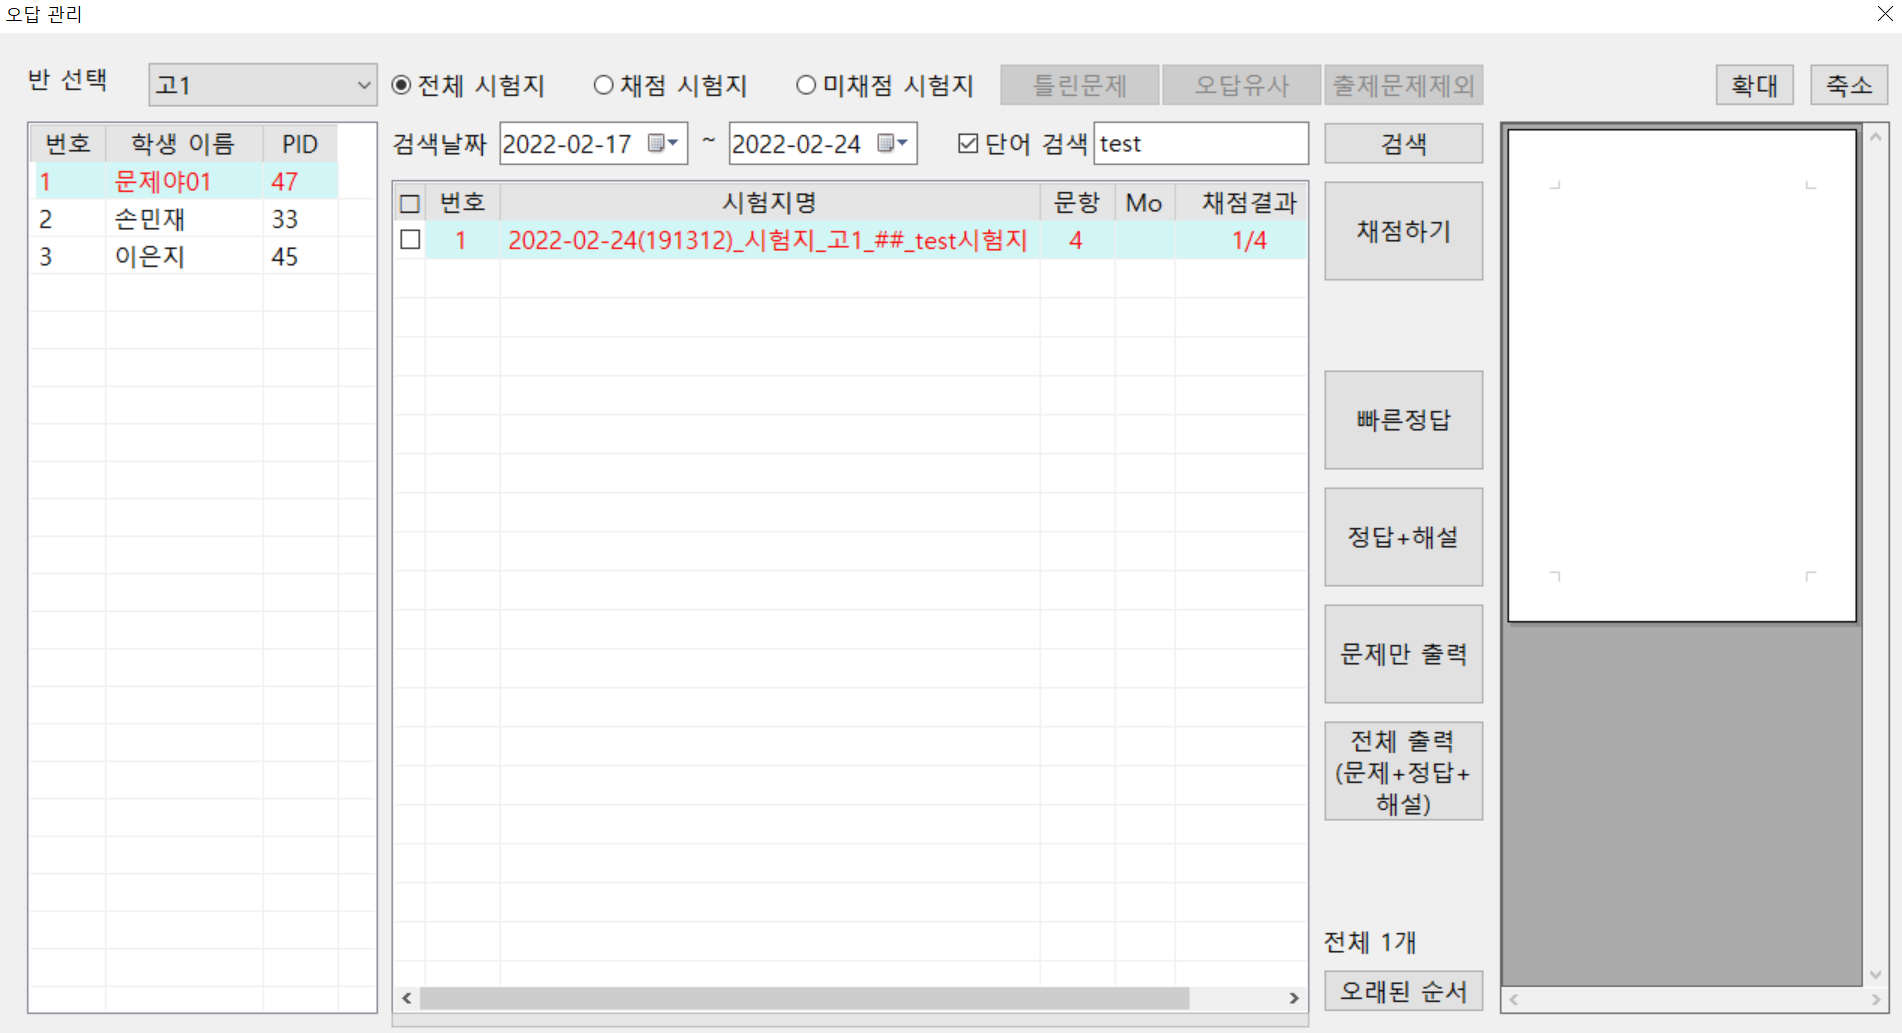 오답 관리
반 선택 고1 전체 시험지 채점 시험지 미채점 시험지 틀린문제 오답유사 출제문제제외 확대 축소
번호 학생 이름 PID
1 문제야01 47
2 손민재 33
3 이은지 45
검색날짜 2022-02-17 ~ 2022-02-24 단어 검색 test 검색
번호 시험지명 문항 Mo 채점결과
1 2022-02-24(191312)_시험지_고1_##_test시험지 4 1/4
채점하기
빠른정답
정답+해설
문제만 출력
전체 출력
(문제+정답+
해설)
전체 1개
오래된 순서